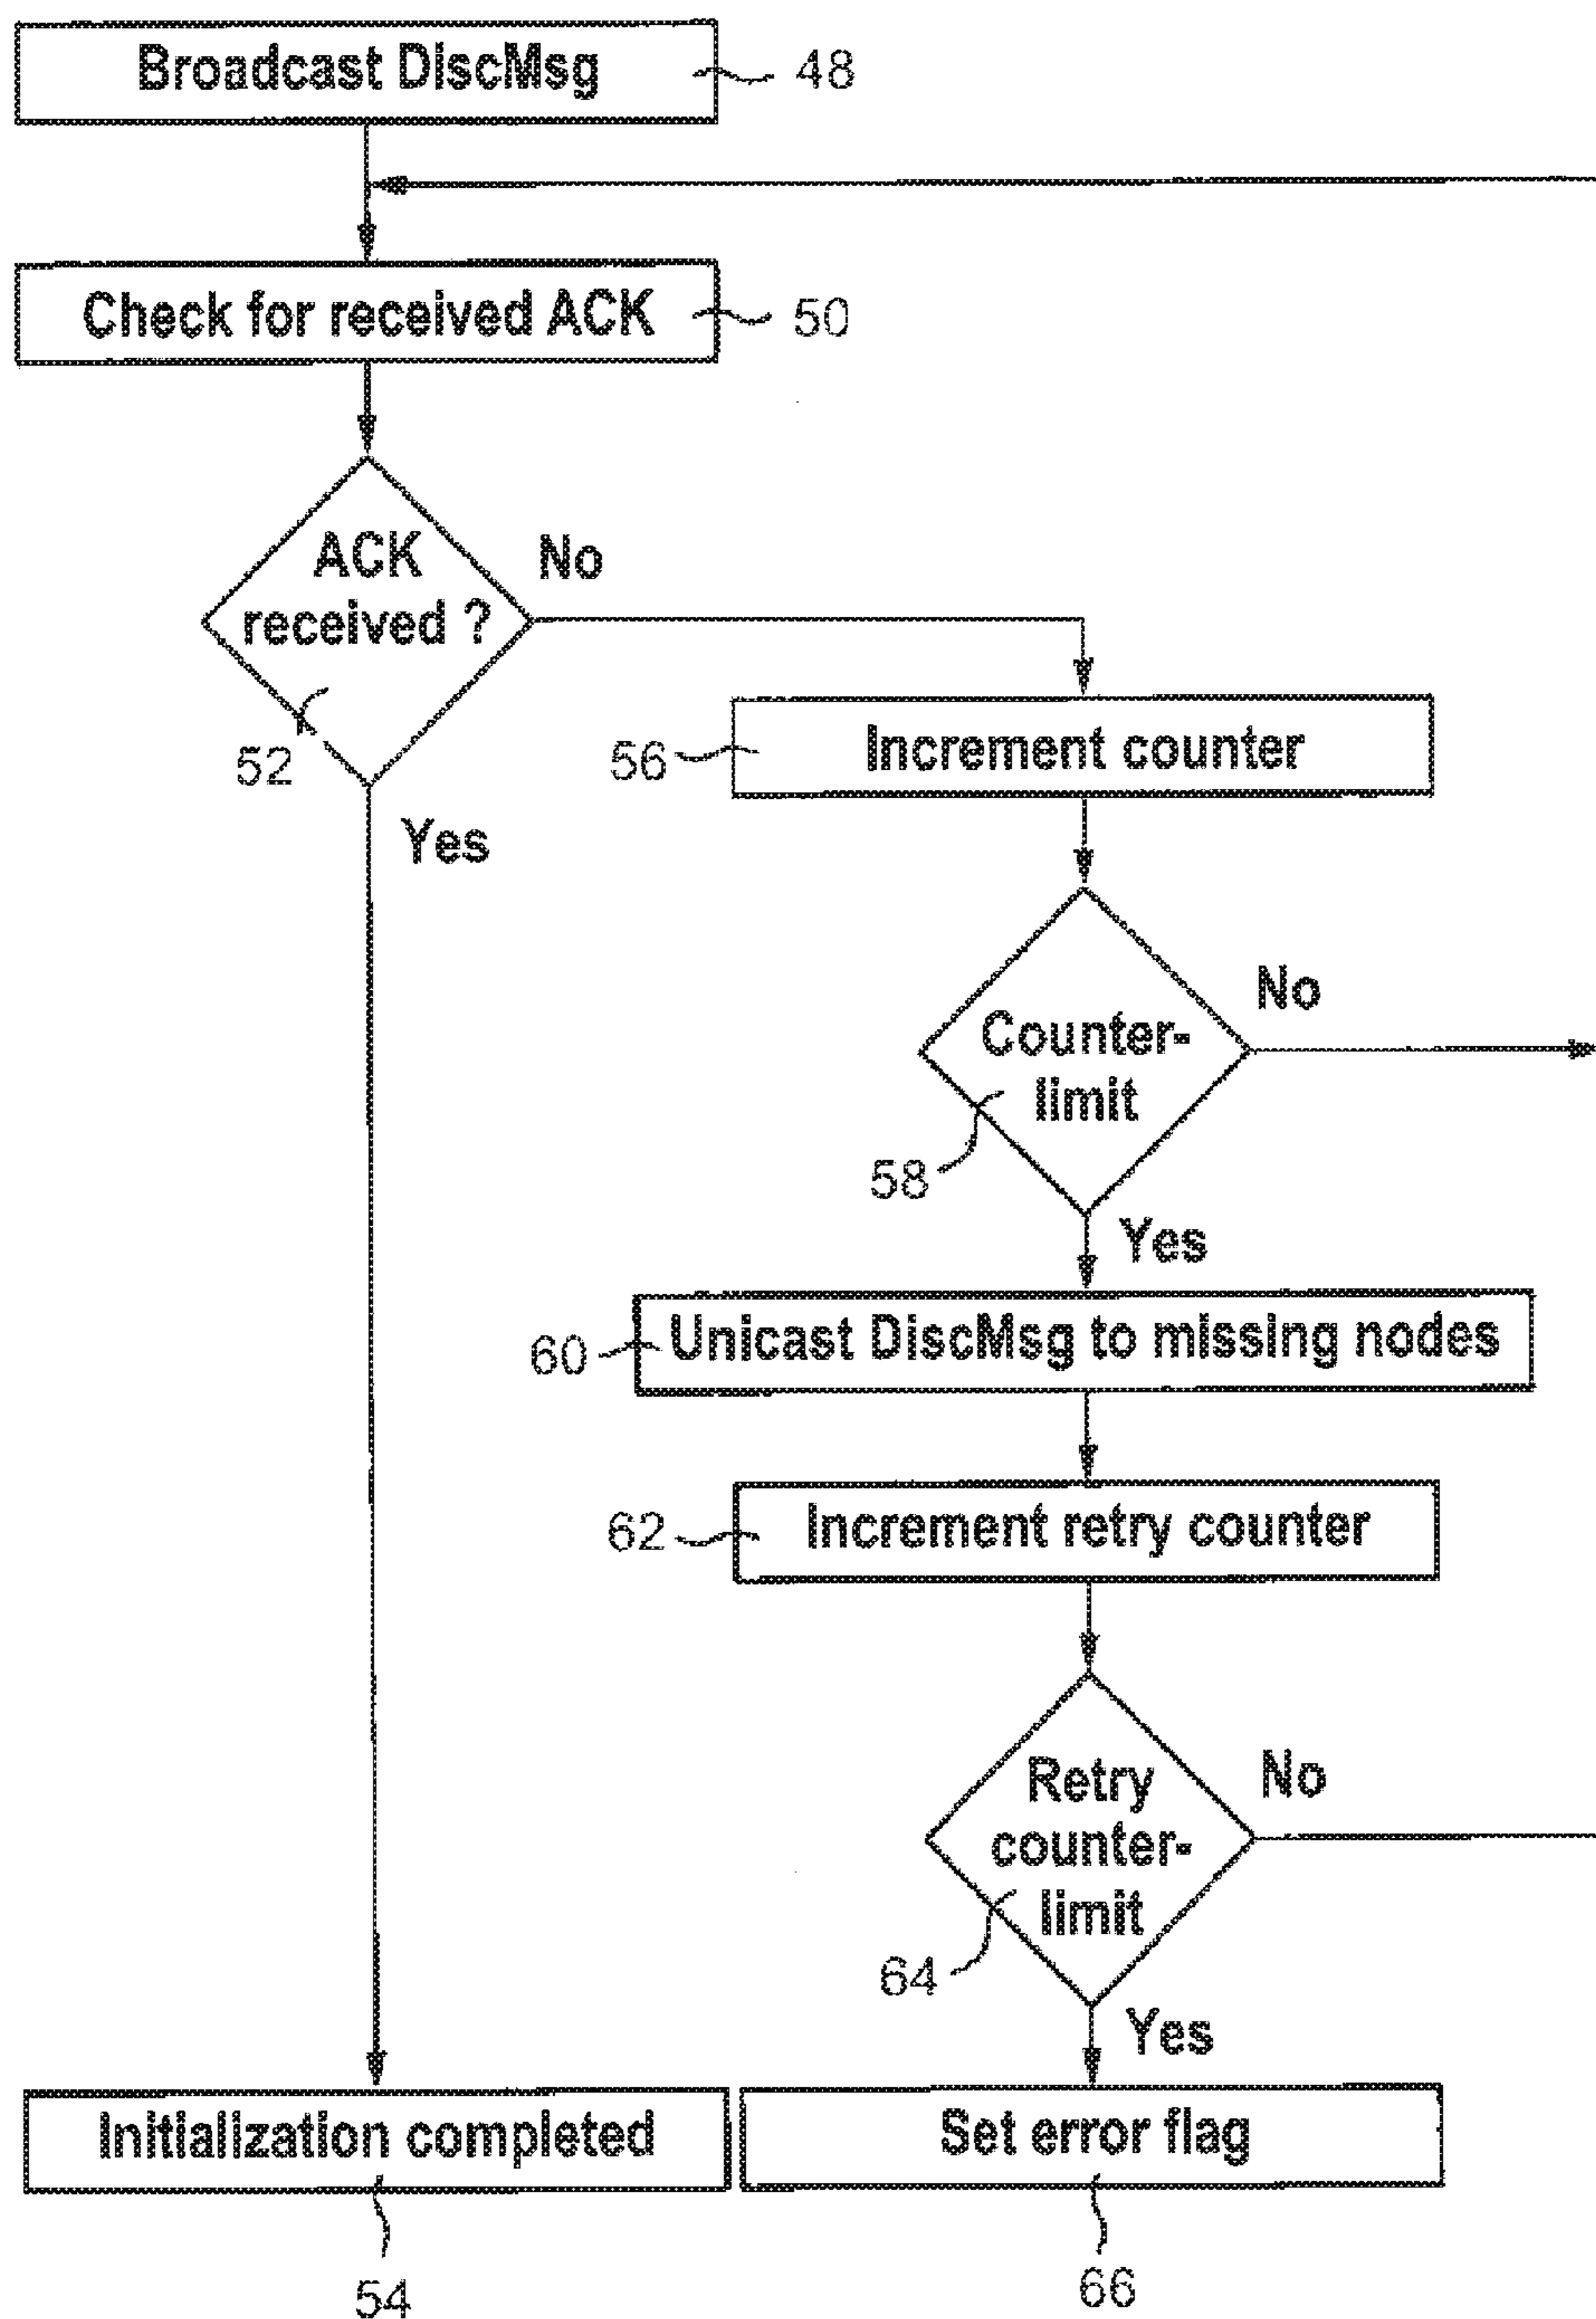 Broadcast DiscMsg
48
Check for received ACK
50
ACK
received ?
No
52
Yes
56
Increment counter
Counter-
limit
No
58
Yes
60
Unicast DiscMsg to missing nodes
62
Increment retry counter
Retry
counter-
limit
No
64
Yes
Initialization completed
Set error flag
54
66